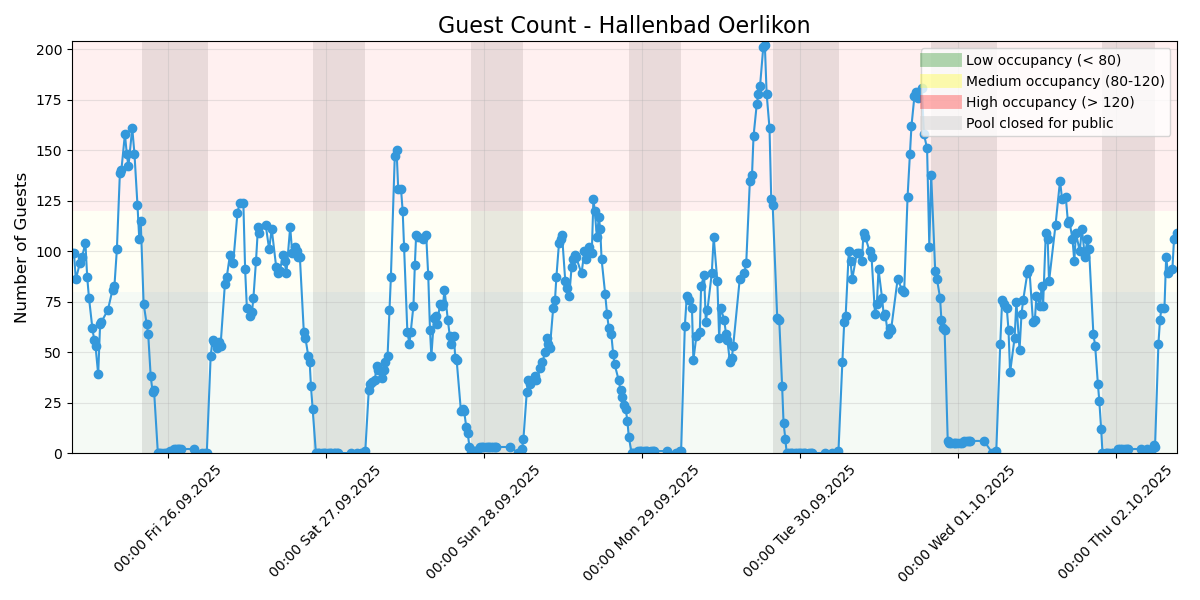 Guest Count - Hallenbad Oerlikon
Number of Guests
200
175
150
125
100
75
50
25
0
Low occupancy (< 80)
Medium occupancy (80-120)
High occupancy (> 120)
Pool closed for public
00:00 Fri 26.09.2025
00:00 Sat 27.09.2025
00:00 Sun 28.09.2025
00:00 Mon 29.09.2025
00:00 Tue 30.09.2025
00:00 Wed 01.10.2025
00:00 Thu 02.10.2025